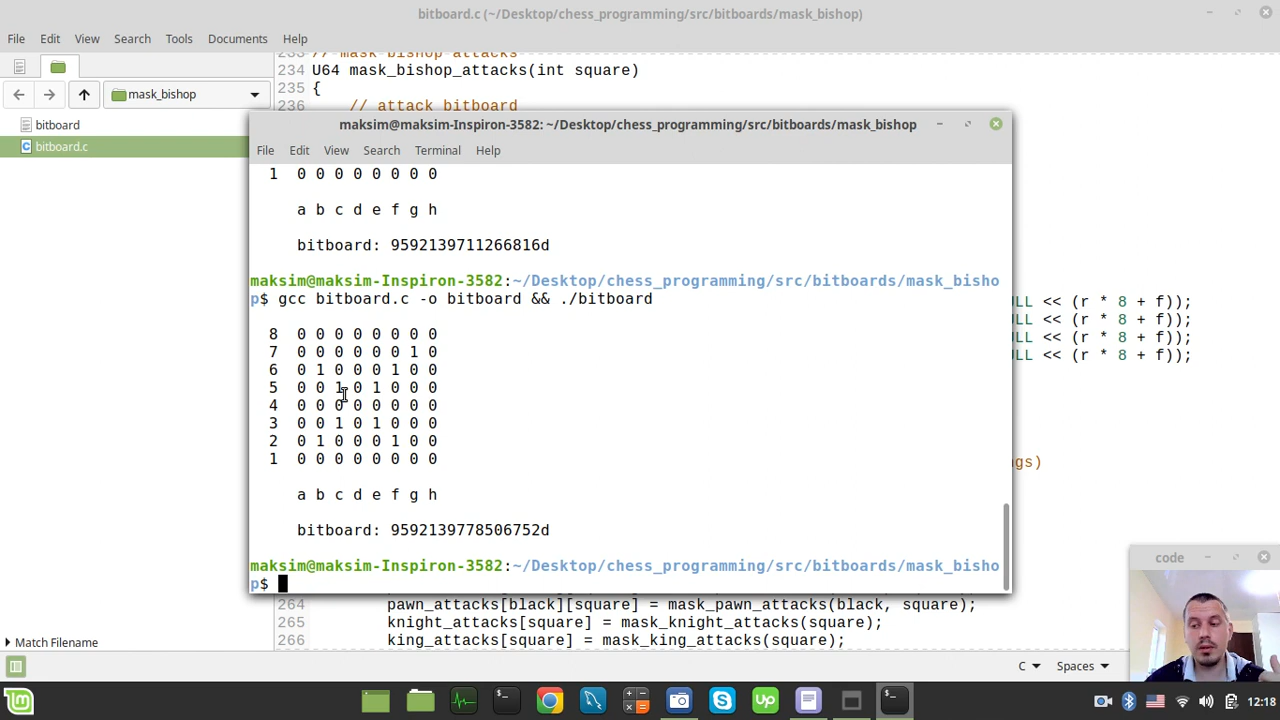 bitboard.c (~/Desktop/chess_programming/src/bitboards/mask_bishop)
File Edit View Search Tools Documents Help
mask_bishop
bitboard
bitboard.c
233 // mask bishop attacks
234 U64 mask_bishop_attacks(int square)
235 {
236 // attack bitboard
maksim@maksim-Inspiron-3582: ~/Desktop/chess_programming/src/bitboards/mask_bishop
File Edit View Search Terminal Help
1 0 0 0 0 0 0 0 0
a b c d e f g h
bitboard: 9592139711266816d
maksim@maksim-Inspiron-3582:~/Desktop/chess_programming/src/bitboards/mask_bisho
p$ gcc bitboard.c -o bitboard && ./bitboard
8 0 0 0 0 0 0 0 0
7 0 0 0 0 0 0 1 0
6 0 1 0 0 0 1 0 0
5 0 0 1 0 1 0 0 0
4 0 0 0 0 0 0 0 0
3 0 0 1 0 1 0 0 0
2 0 1 0 0 0 1 0 0
1 0 0 0 0 0 0 0 0
a b c d e f g h
bitboard: 9592139778506752d
maksim@maksim-Inspiron-3582:~/Desktop/chess_programming/src/bitboards/mask_bisho
p$
ULL << (r * 8 + f));
ULL << (r * 8 + f));
ULL << (r * 8 + f));
ULL << (r * 8 + f));
ngs)
264 pawn_attacks[black][square] = mask_pawn_attacks(black, square);
265 knight_attacks[square] = mask_knight_attacks(square);
266 king_attacks[square] = mask_king_attacks(square);
Match Filename
C Spaces
code
12:18